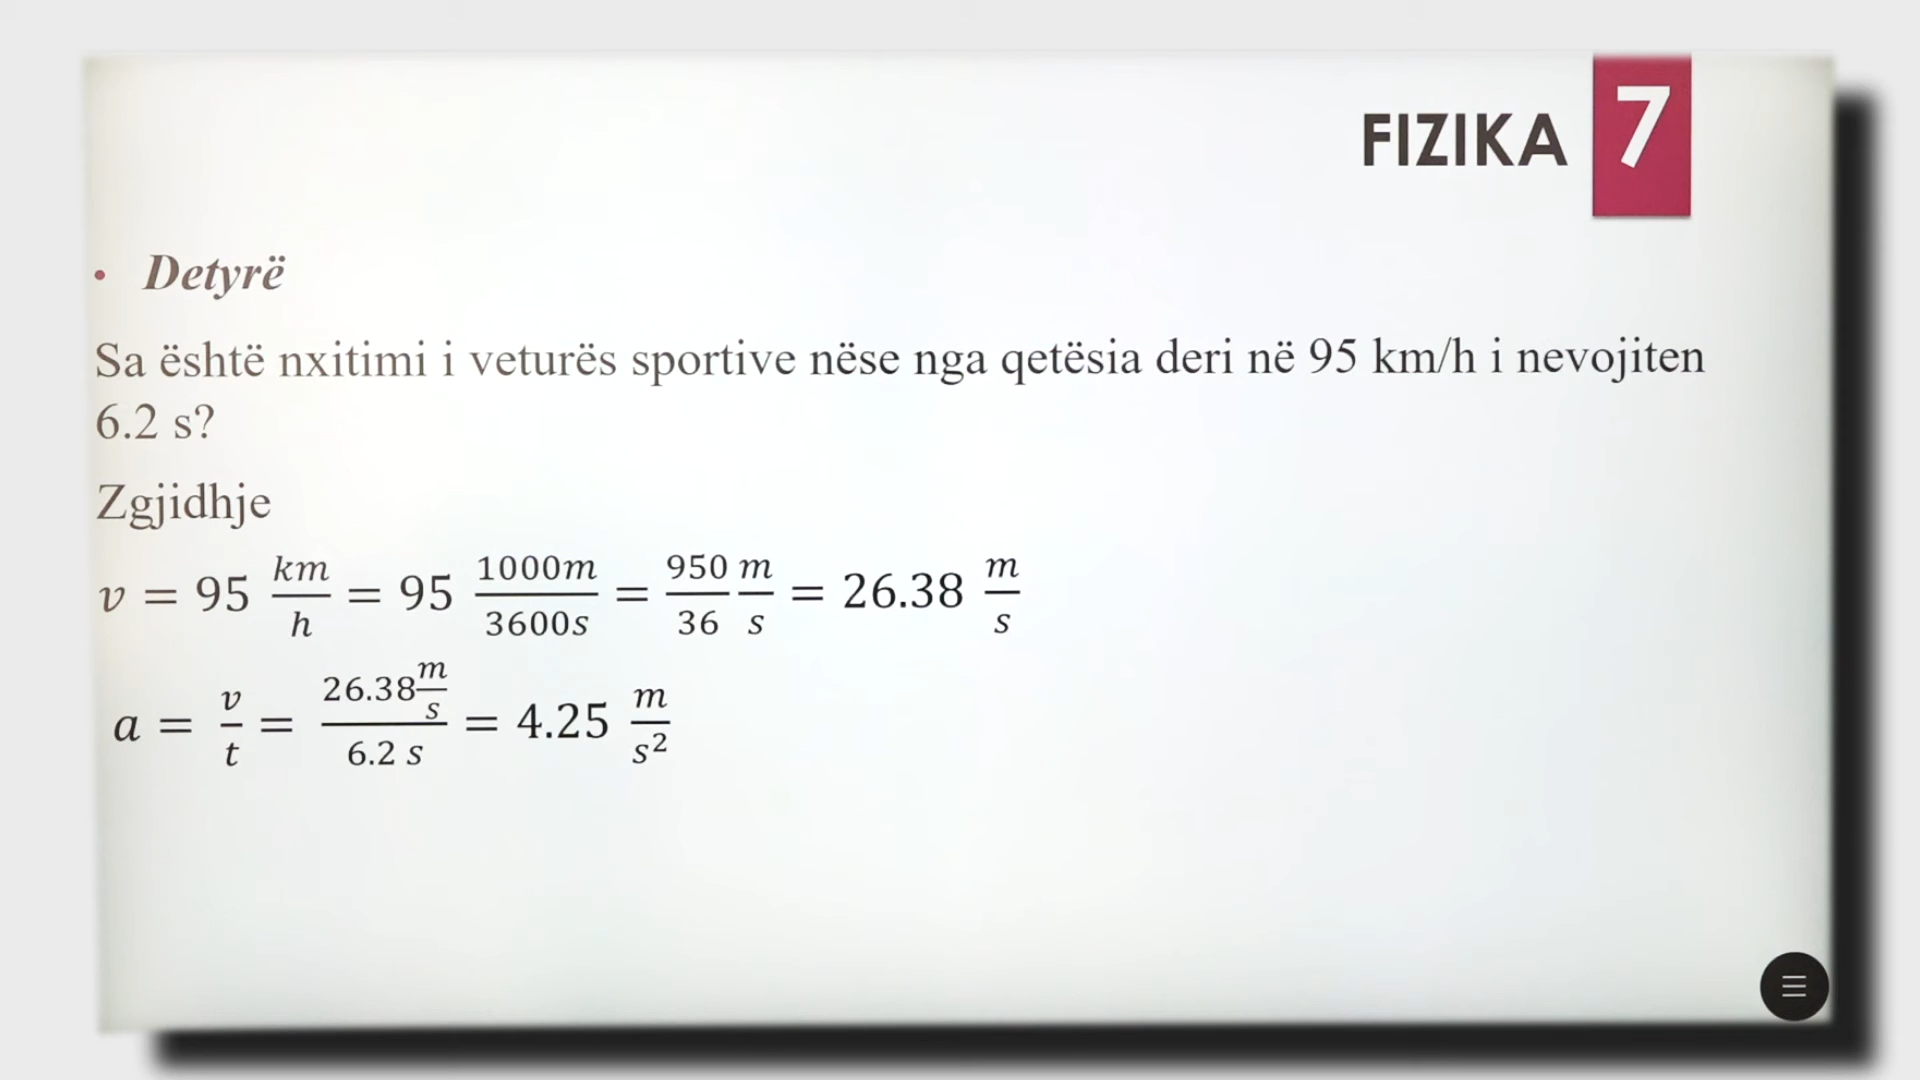 FIZIKA 7
• Detyrë
Sa është nxitimi i veturës sportive nëse nga qetësia deri në 95 km/h i nevojiten
6.2 s?
Zgjidhje
v = 95 km/h = 95 1000m/3600s = 950/36 m/s = 26.38 m/s
a = v/t = 26.38 m/s / 6.2 s = 4.25 m/s²